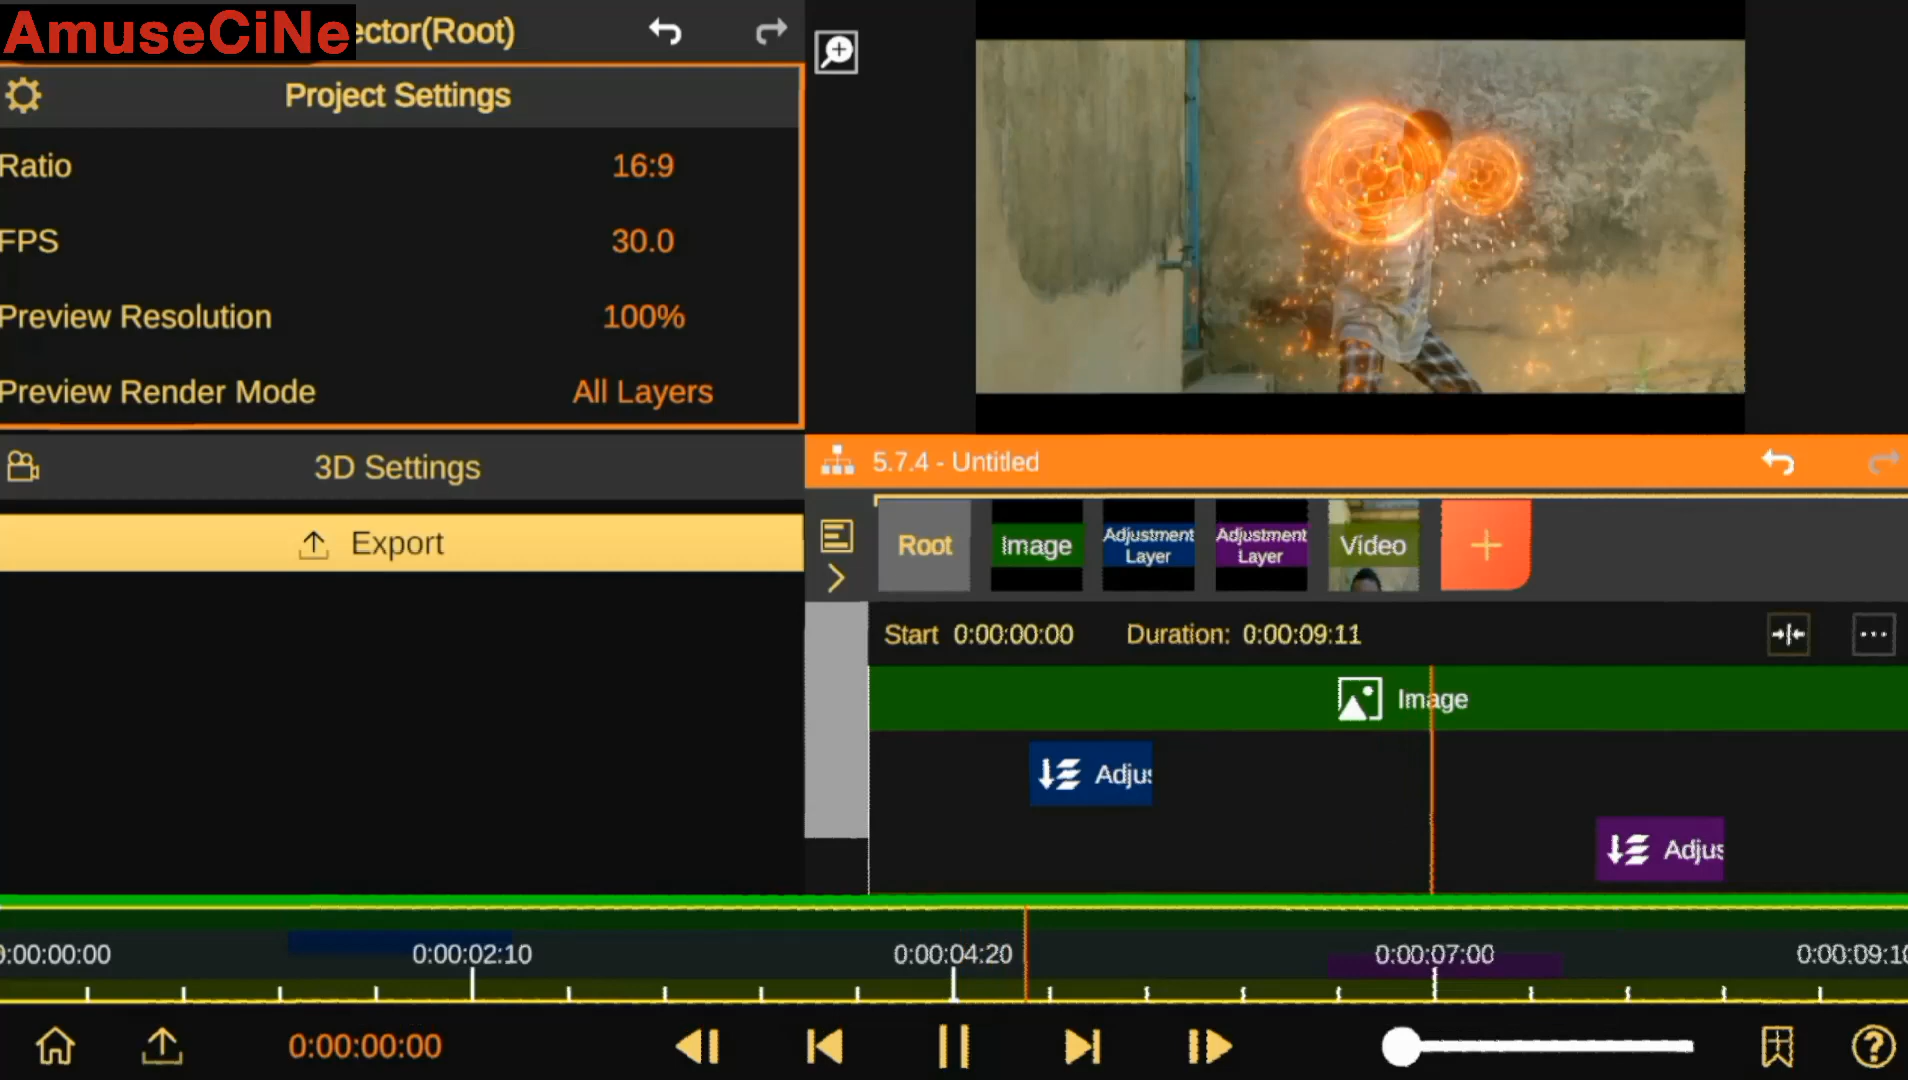 AmuseCiNe
ector(Root)
Project Settings
Ratio 16:9
FPS 30.0
Preview Resolution 100%
Preview Render Mode All Layers
3D Settings
Export
5.7.4 - Untitled
Root
Image
Adjustment
Layer
Adjustment
Layer
Video
+
Start 0:00:00:00 Duration: 0:00:09:11
Image
Adjus
Adjus
0:00:00:00 0:00:02:10 0:00:04:20 0:00:07:00 0:00:09:10
0:00:00:00
?